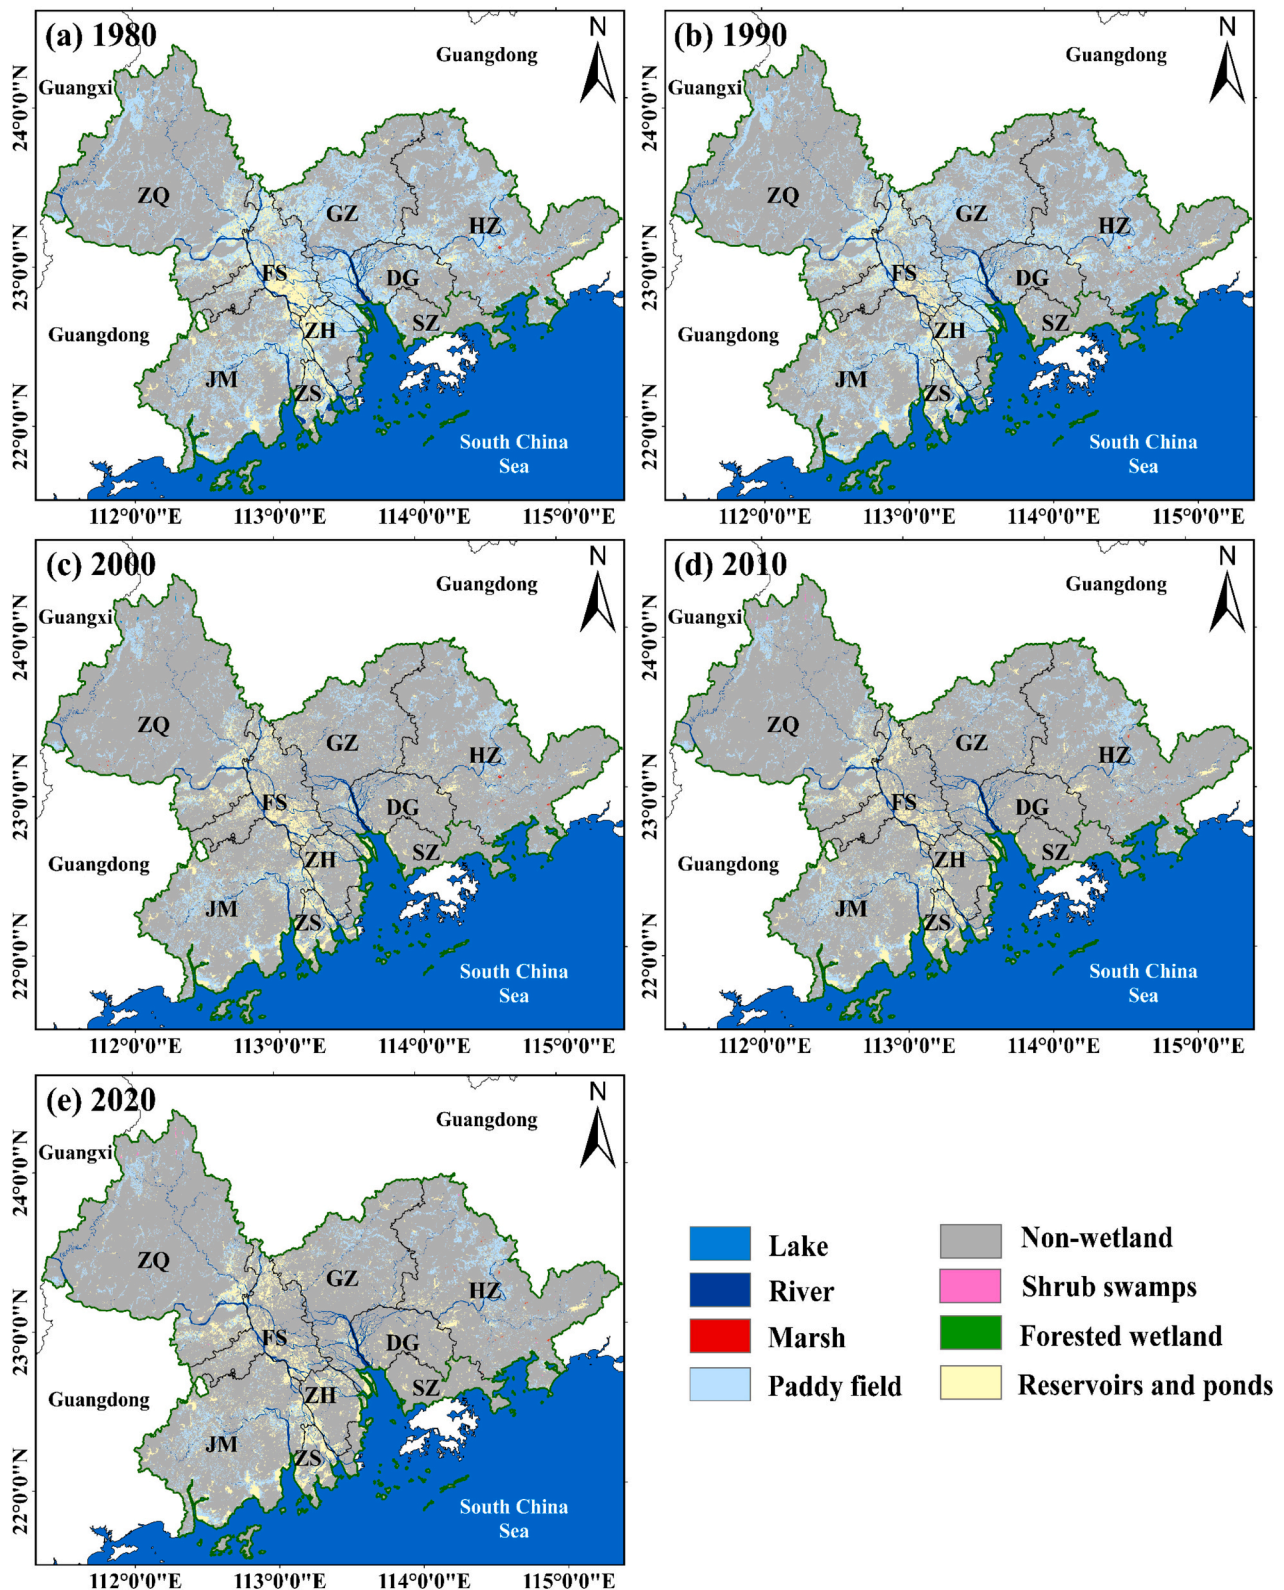 (a) 1980
Guangdong
N
Guangxi
ZQ
GZ
HZ
FS
DG
Guangdong
ZH
SZ
JM
ZS
South China
Sea
24°0'0"N
23°0'0"N
22°0'0"N
112°0'0"E
113°0'0"E
114°0'0"E
115°0'0"E
(b) 1990
Guangdong
N
Guangxi
ZQ
GZ
HZ
FS
DG
Guangdong
ZH
SZ
JM
ZS
South China
Sea
24°0'0"N
23°0'0"N
22°0'0"N
112°0'0"E
113°0'0"E
114°0'0"E
115°0'0"E
(c) 2000
Guangdong
N
Guangxi
ZQ
GZ
HZ
FS
DG
Guangdong
ZH
SZ
JM
ZS
South China
Sea
24°0'0"N
23°0'0"N
22°0'0"N
112°0'0"E
113°0'0"E
114°0'0"E
115°0'0"E
(d) 2010
Guangdong
N
Guangxi
ZQ
GZ
HZ
FS
DG
Guangdong
ZH
SZ
JM
ZS
South China
Sea
24°0'0"N
23°0'0"N
22°0'0"N
112°0'0"E
113°0'0"E
114°0'0"E
115°0'0"E
(e) 2020
Guangdong
N
Guangxi
ZQ
GZ
HZ
FS
DG
Guangdong
ZH
SZ
JM
ZS
South China
Sea
24°0'0"N
23°0'0"N
22°0'0"N
112°0'0"E
113°0'0"E
114°0'0"E
115°0'0"E
Lake
River
Marsh
Paddy field
Non-wetland
Shrub swamps
Forested wetland
Reservoirs and ponds